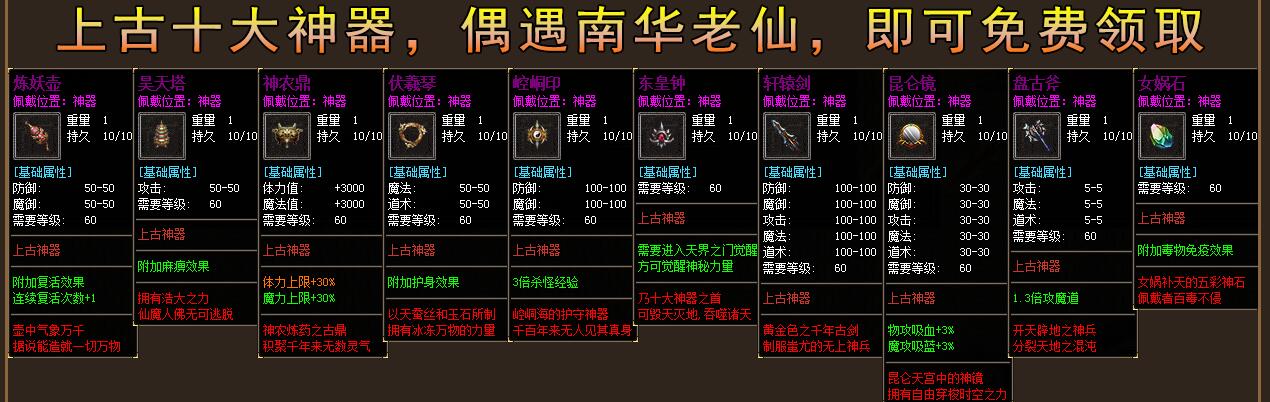 上古十大神器，偶遇南华老仙，即可免费领取
炼妖壶
佩戴位置：神器
重量 1
持久 10/10
[基础属性]
防御: 50-50
魔御: 50-50
需要等级: 60
上古神器
附加复活效果
连续复活次数+1
壶中气象万千
据说能造就一切万物
昊天塔
佩戴位置：神器
重量 1
持久 10/10
[基础属性]
攻击: 50-50
需要等级: 60
上古神器
附加麻痹效果
拥有浩大之力
仙魔人佛无可逃脱
神农鼎
佩戴位置：神器
重量 1
持久 10/10
[基础属性]
体力值: +3000
魔法值: +3000
需要等级: 60
上古神器
体力上限+30%
魔力上限+30%
神农炼药之古鼎
积聚千年来无数灵气
伏羲琴
佩戴位置：神器
重量 1
持久 10/10
[基础属性]
魔法: 50-50
道术: 50-50
需要等级: 60
上古神器
附加护身效果
以天蚕丝和玉石所制
拥有冰冻万物的力量
崆峒印
佩戴位置：神器
重量 1
持久 10/10
[基础属性]
防御: 100-100
魔御: 100-100
需要等级: 60
上古神器
3倍杀怪经验
崆峒海的护守神器
千百年来无人见其真身
东皇钟
佩戴位置：神器
重量 1
持久 10/10
[基础属性]
需要等级: 60
上古神器
需要进入天界之门觉醒
方可觉醒神秘力量
乃十大神器之首
可毁天灭地，吞噬诸天
轩辕剑
佩戴位置：神器
重量 1
持久 10/10
[基础属性]
防御: 100-100
魔御: 100-100
攻击: 100-100
魔法: 100-100
道术: 100-100
需要等级: 60
上古神器
黄金色之千年古剑
制服蚩尤的无上神兵
昆仑镜
佩戴位置：神器
重量 1
持久 10/10
[基础属性]
防御: 30-30
魔御: 30-30
攻击: 30-30
魔法: 30-30
道术: 30-30
需要等级: 60
上古神器
物攻吸血+3%
魔攻吸蓝+3%
昆仑天宫中的神镜
拥有自由穿梭时空之力
盘古斧
佩戴位置：神器
重量 1
持久 10/10
[基础属性]
攻击: 5-5
魔法: 5-5
道术: 5-5
需要等级: 60
上古神器
1.3倍攻魔道
开天辟地之神兵
分裂天地之混沌
女娲石
佩戴位置：神器
重量 1
持久 10/10
[基础属性]
需要等级: 60
上古神器
附加毒物免疫效果
女娲补天的五彩神石
佩戴者百毒不侵